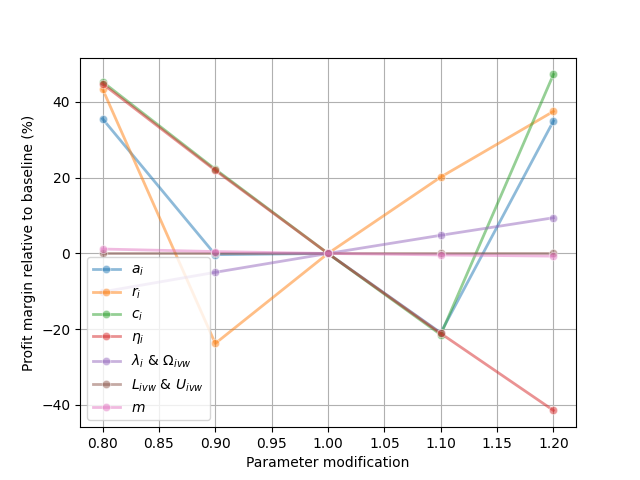 Profit margin relative to baseline (%)
40
20
0
−20
−40
a_i
r_i
c_i
η_i
λ_i & Ω_ivw
L_ivw & U_ivw
m
0.80 0.85 0.90 0.95 1.00 1.05 1.10 1.15 1.20
Parameter modification